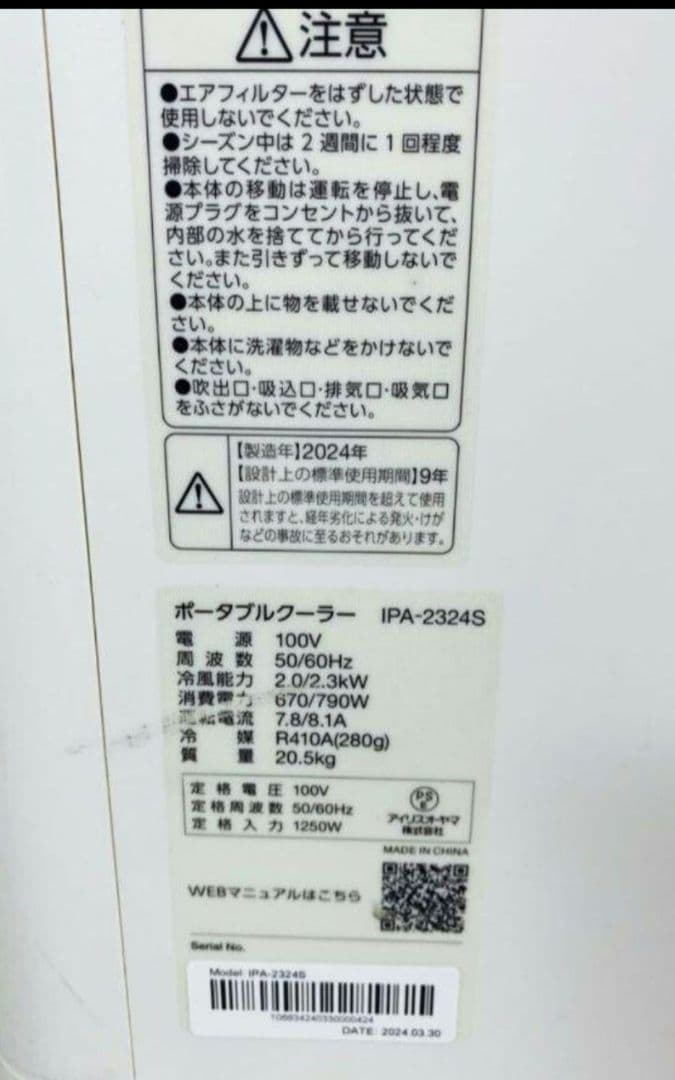 注意
●エアフィルターをはずした状態で
使用しないでください。
●シーズン中は2週間に1回程度
掃除してください。
●本体の移動は運転を停止し、電
源プラグをコンセントから抜いて、
内部の水を捨ててから行ってくだ
さい。また引きずって移動しないで
ください。
●本体の上に物を載せないでくだ
さい。
●本体に洗濯物などをかけないで
ください。
●吹出口・吸込口・排気口・吸気口
をふさがないでください。
【製造年】2024年
【設計上の標準使用期間】9年
設計上の標準使用期間を超えて使用
されますと、経年劣化による発火・けが
などの事故に至るおそれがあります。
ポータブルクーラー IPA-2324S
電源 100V
周波数 50/60Hz
冷風能力 2.0/2.3kW
消費電力 670/790W
運転電流 7.8/8.1A
冷媒 R410A(280g)
質量 20.5kg
定格電圧 100V
定格周波数 50/60Hz
定格入力 1250W
PS
E
アイリスオーヤマ
株式会社
MADE IN CHINA
WEBマニュアルはこちら
Serial No.
Model: IPA-2324S
DATE: 2024.03.30